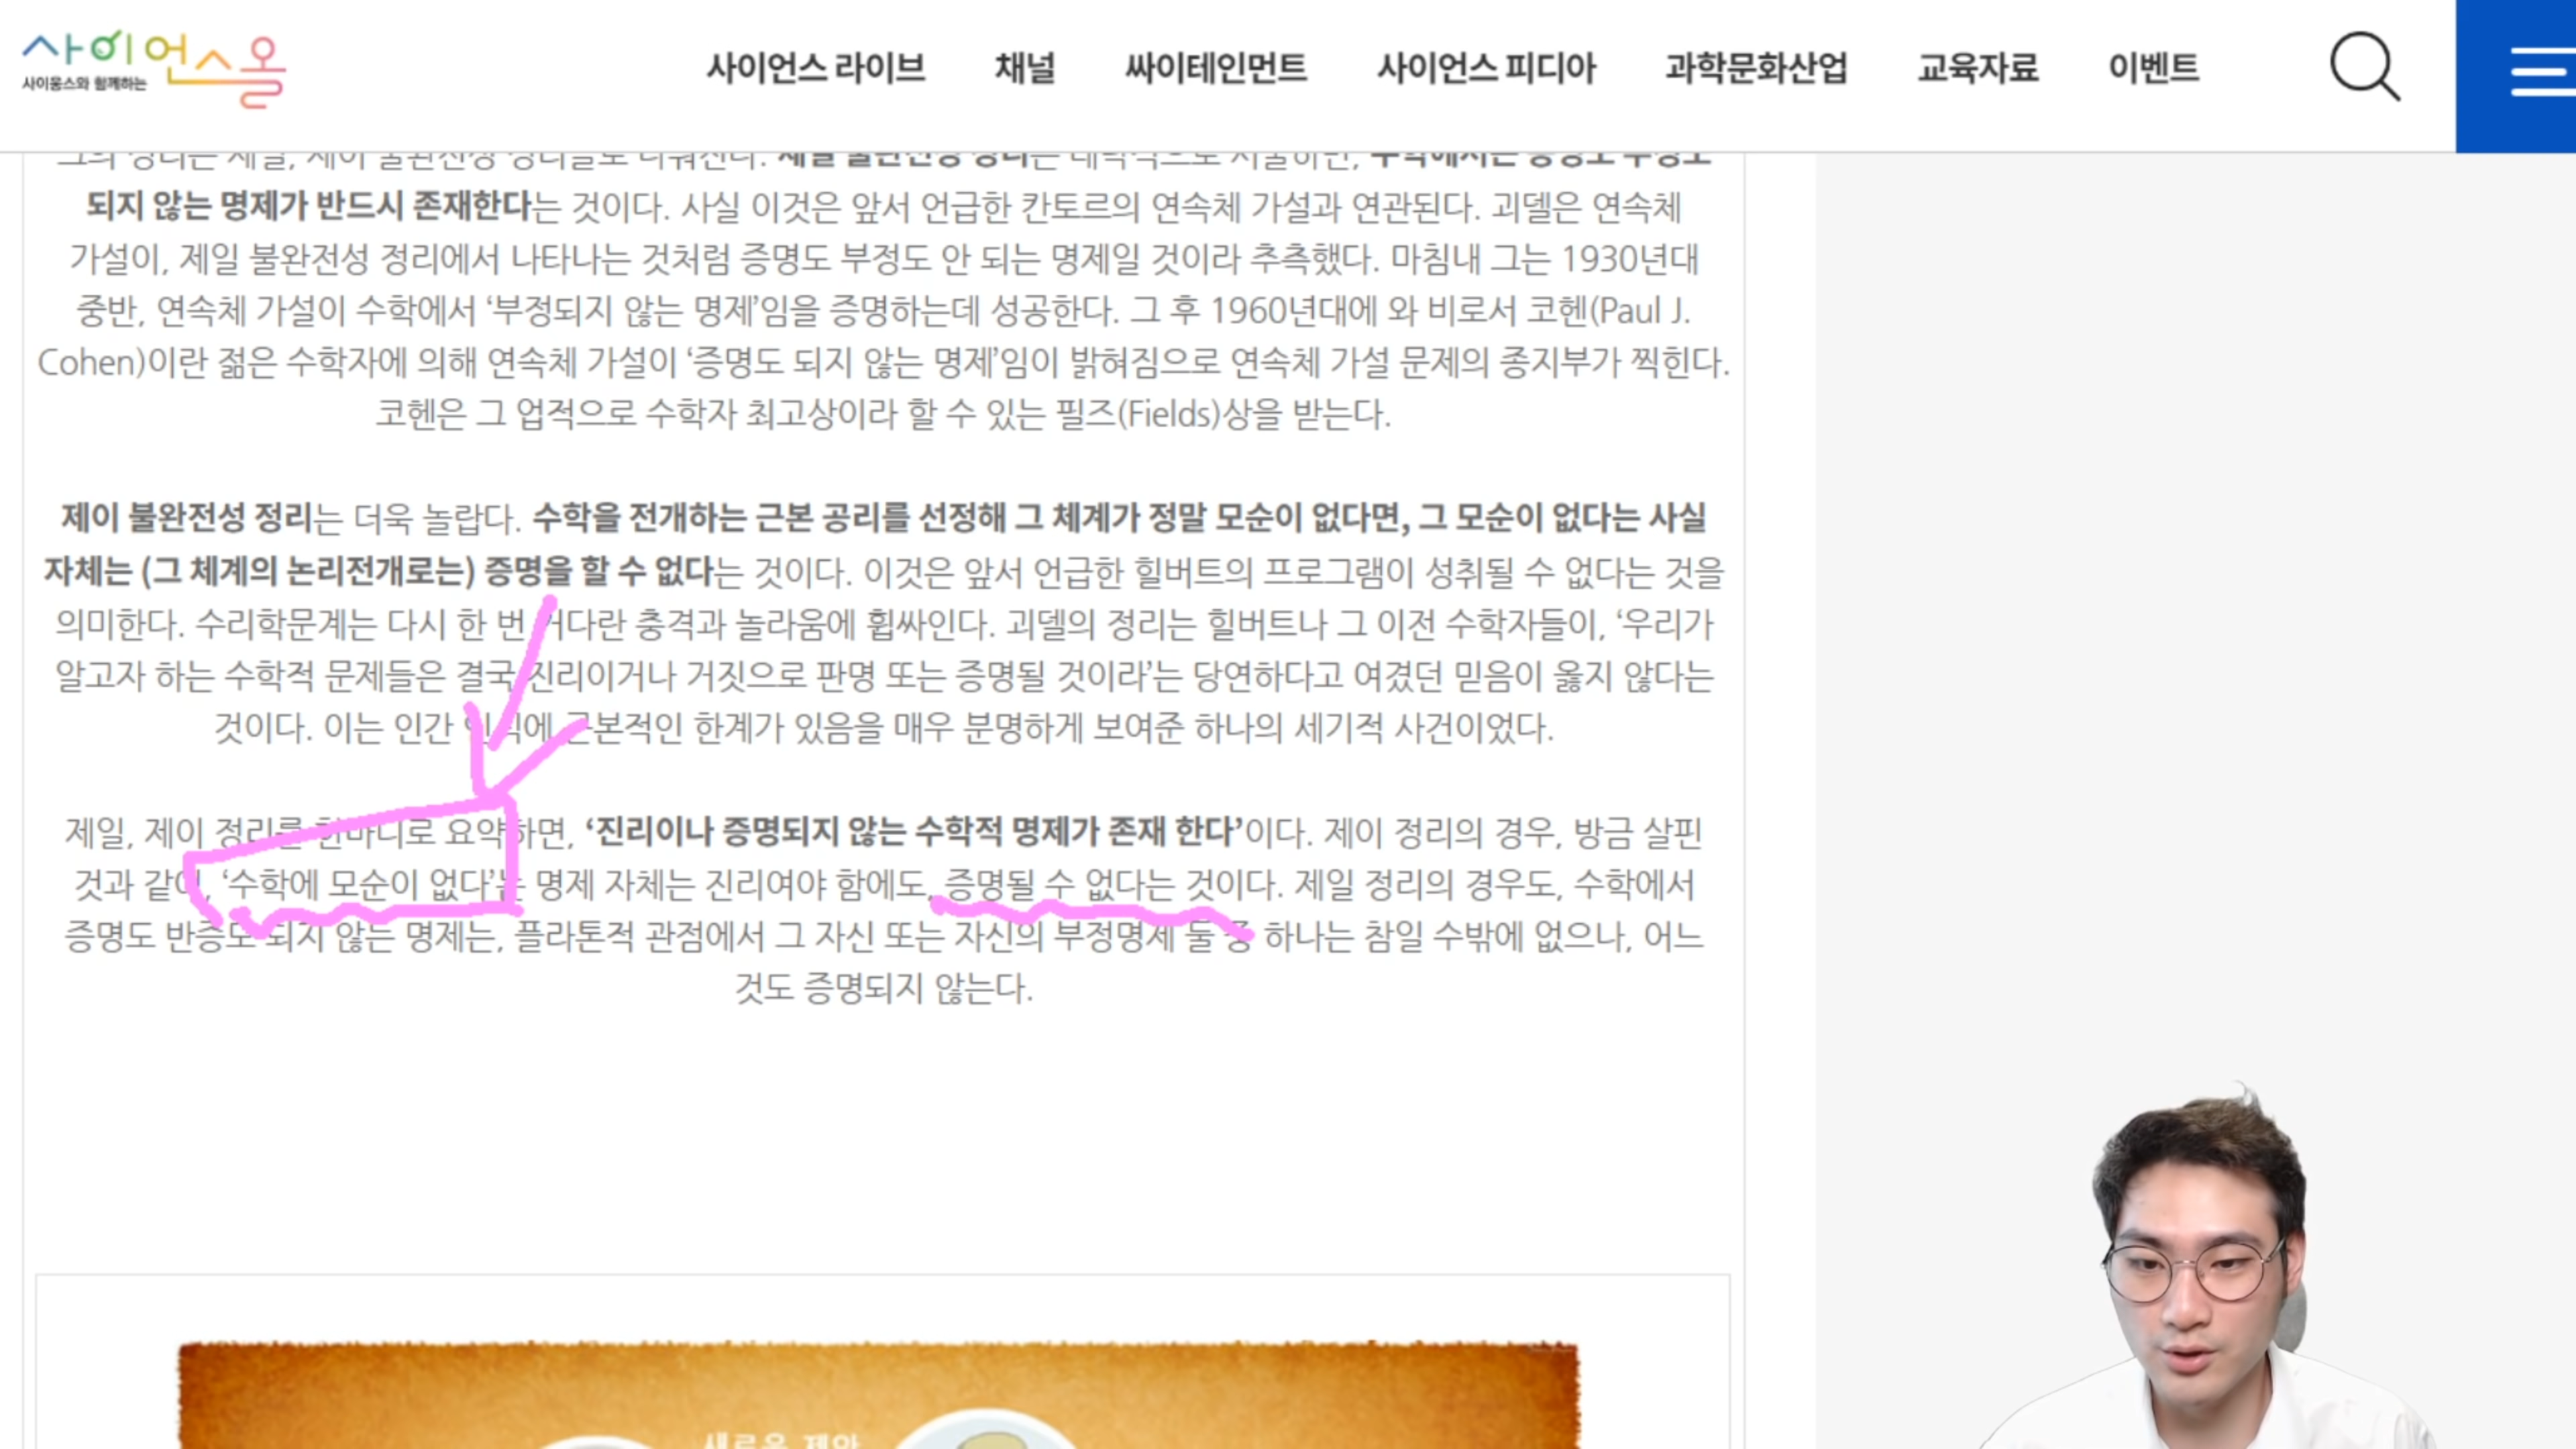 사이언스올
사이웅스와 함께하는
사이언스 라이브 채널 싸이테인먼트 사이언스 피디아 과학문화산업 교육자료 이벤트
되지 않는 명제가 반드시 존재한다는 것이다. 사실 이것은 앞서 언급한 칸토르의 연속체 가설과 연관된다. 괴델은 연속체
가설이, 제일 불완전성 정리에서 나타나는 것처럼 증명도 부정도 안 되는 명제일 것이라 추측했다. 마침내 그는 1930년대
중반, 연속체 가설이 수학에서 ‘부정되지 않는 명제’임을 증명하는데 성공한다. 그 후 1960년대에 와 비로서 코헨(Paul J.
Cohen)이란 젊은 수학자에 의해 연속체 가설이 ‘증명도 되지 않는 명제’임이 밝혀짐으로 연속체 가설 문제의 종지부가 찍힌다.
코헨은 그 업적으로 수학자 최고상이라 할 수 있는 필즈(Fields)상을 받는다.
제이 불완전성 정리는 더욱 놀랍다. 수학을 전개하는 근본 공리를 선정해 그 체계가 정말 모순이 없다면, 그 모순이 없다는 사실
자체는 (그 체계의 논리전개로는) 증명을 할 수 없다는 것이다. 이것은 앞서 언급한 힐버트의 프로그램이 성취될 수 없다는 것을
의미한다. 수리학문계는 다시 한 번 커다란 충격과 놀라움에 휩싸인다. 괴델의 정리는 힐버트나 그 이전 수학자들이, ‘우리가
알고자 하는 수학적 문제들은 결국 진리이거나 거짓으로 판명 또는 증명될 것이라’는 당연하다고 여겼던 믿음이 옳지 않다는
것이다. 이는 인간 인식에 근본적인 한계가 있음을 매우 분명하게 보여준 하나의 세기적 사건이었다.
제일, 제이 정리를 한마디로 요약하면, ‘진리이나 증명되지 않는 수학적 명제가 존재 한다’이다. 제이 정리의 경우, 방금 살핀
것과 같이, ‘수학에 모순이 없다’는 명제 자체는 진리여야 함에도, 증명될 수 없다는 것이다. 제일 정리의 경우도, 수학에서
증명도 반증도 되지 않는 명제는, 플라톤적 관점에서 그 자신 또는 자신의 부정명제 둘 중 하나는 참일 수밖에 없으나, 어느
것도 증명되지 않는다.